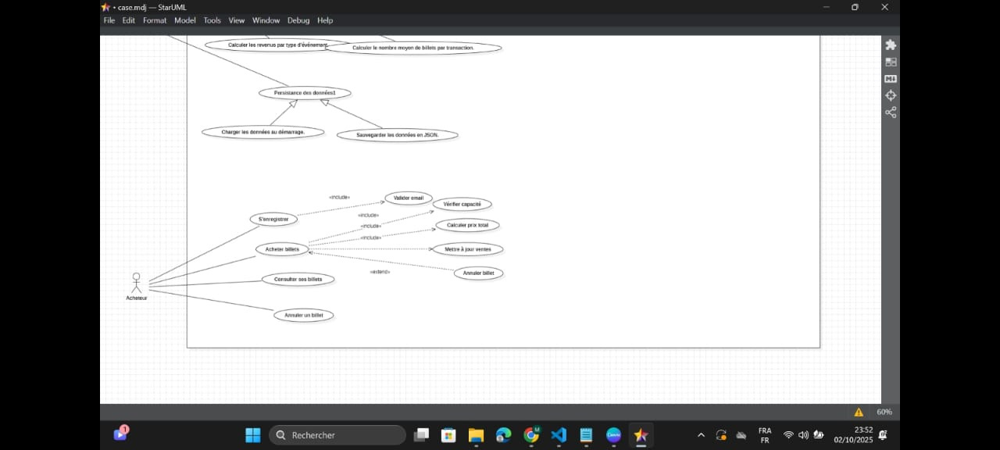 • case.mdj — StarUML
File Edit Format Model Tools View Window Debug Help
Calculer les revenus par type d'événement.
Calculer le nombre moyen de billets par transaction.
Persistance des données1
Charger les données au démarrage.
Sauvegarder les données en JSON.
«include»
Valider email
Vérifier capacité
«include»
S'enregistrer
«include»
Calculer prix total
«include»
Acheter billets
Mettre à jour ventes
«extend»
Annuler billet
Consulter ses billets
Acheteur
Annuler un billet
M
60%
1
Rechercher
M
Canva
FRA
FR
23:52
02/10/2025